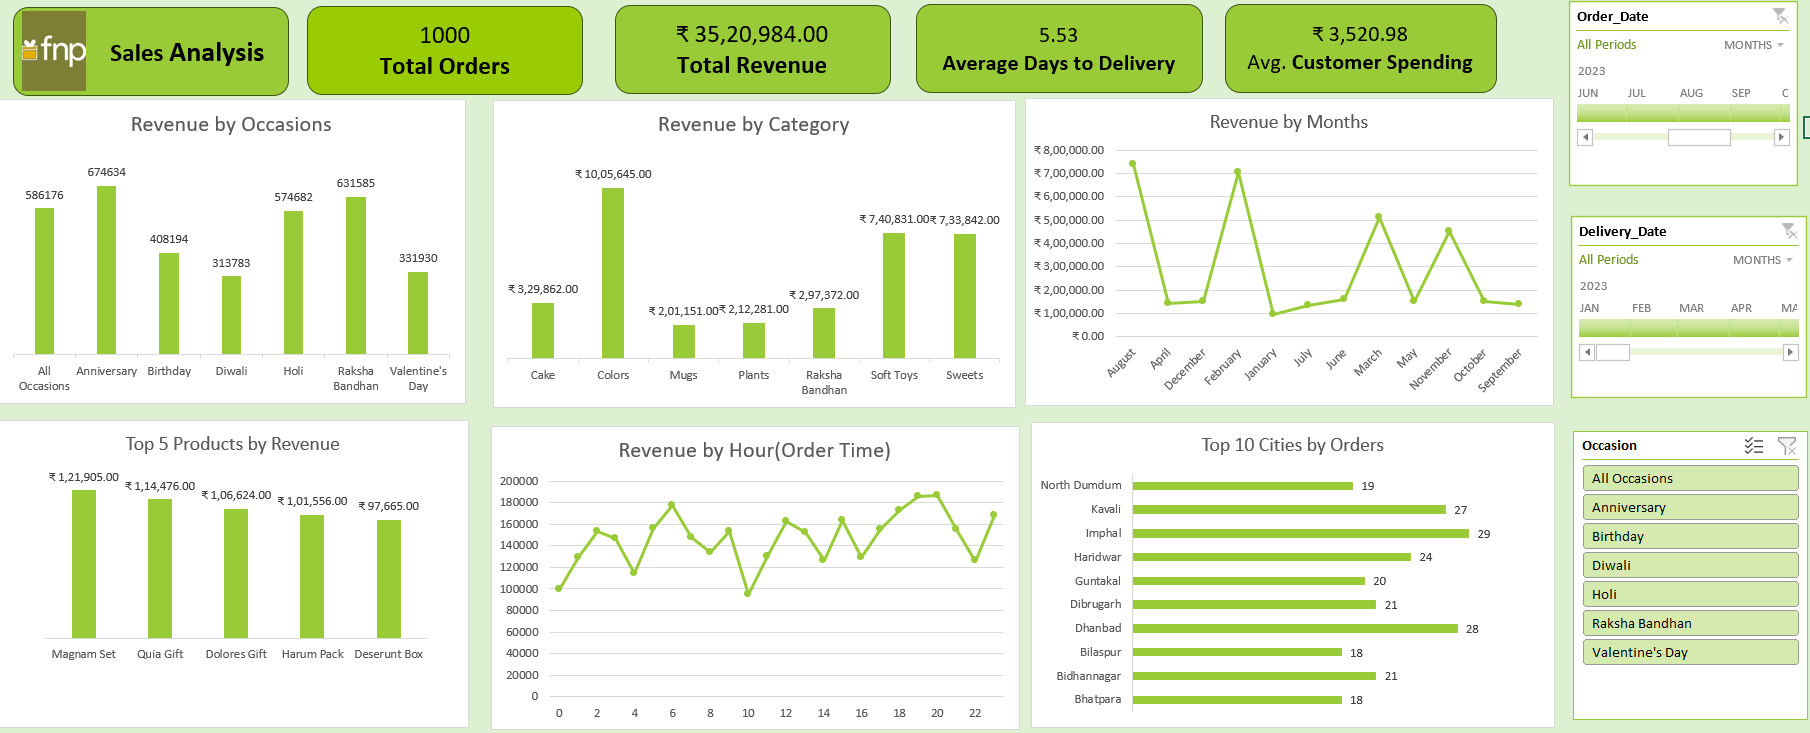 fnp
Sales Analysis
1000
Total Orders
₹ 35,20,984.00
Total Revenue
5.53
Average Days to Delivery
₹ 3,520.98
Avg. Customer Spending
Order_Date
All Periods
MONTHS
2023
JUN JUL AUG SEP
Delivery_Date
All Periods
MONTHS
2023
JAN FEB MAR APR MA
Occasion
All Occasions
Anniversary
Birthday
Diwali
Holi
Raksha Bandhan
Valentine's Day
Revenue by Occasions
586176 674634 408194 313783 574682 631585 331930
All Anniversary Birthday Diwali Holi Raksha Valentine's
Occasions Bandhan Day
Revenue by Category
₹ 3,29,862.00 ₹ 10,05,645.00 ₹ 2,01,151.00 ₹ 2,12,281.00 ₹ 2,97,372.00 ₹ 7,40,831.00 ₹ 7,33,842.00
Cake Colors Mugs Plants Raksha Soft Toys Sweets
Bandhan
Revenue by Months
₹ 8,00,000.00
₹ 7,00,000.00
₹ 6,00,000.00
₹ 5,00,000.00
₹ 4,00,000.00
₹ 3,00,000.00
₹ 2,00,000.00
₹ 1,00,000.00
₹ 0.00
August April December February January July June March May November October September
Top 5 Products by Revenue
₹ 1,21,905.00 ₹ 1,14,476.00 ₹ 1,06,624.00 ₹ 1,01,556.00 ₹ 97,665.00
Magnam Set Quia Gift Dolores Gift Harum Pack Deserunt Box
Revenue by Hour(Order Time)
200000
180000
160000
140000
120000
100000
80000
60000
40000
20000
0
0 2 4 6 8 10 12 14 16 18 20 22
Top 10 Cities by Orders
North Dumdum 19
Kavali 27
Imphal 29
Haridwar 24
Guntakal 20
Dibrugarh 21
Dhanbad 28
Bilaspur 18
Bidhannagar 21
Bhatpara 18